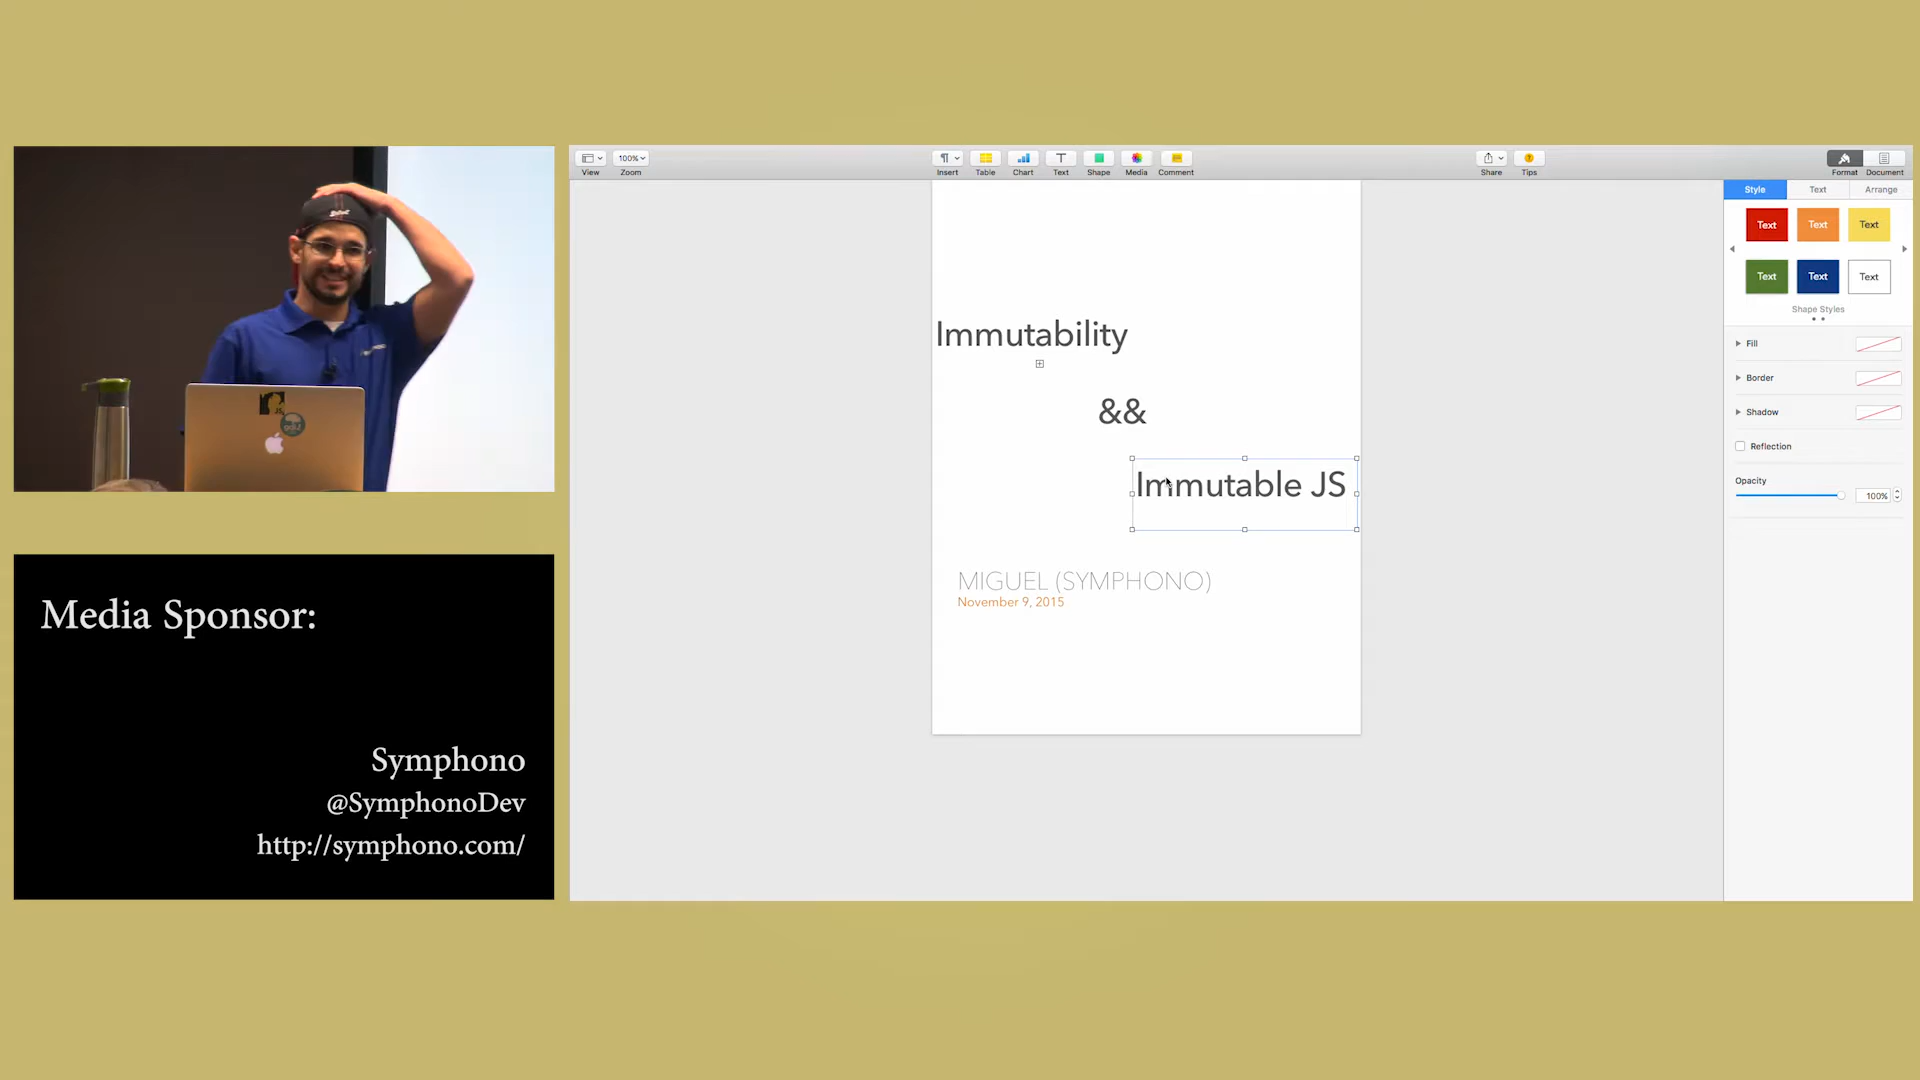 View
100%
Zoom
Insert
Table
Chart
Text
Shape
Media
Comment
Share
Tips
Format
Document
Style
Text
Arrange
Text
Text
Text
Text
Text
Text
Shape Styles
Fill
Border
Shadow
Reflection
Opacity
100%
Immutability
&&
Immutable JS
MIGUEL (SYMPHONO)
November 9, 2015
JS
Media Sponsor:
Symphono
@SymphonoDev
http://symphono.com/